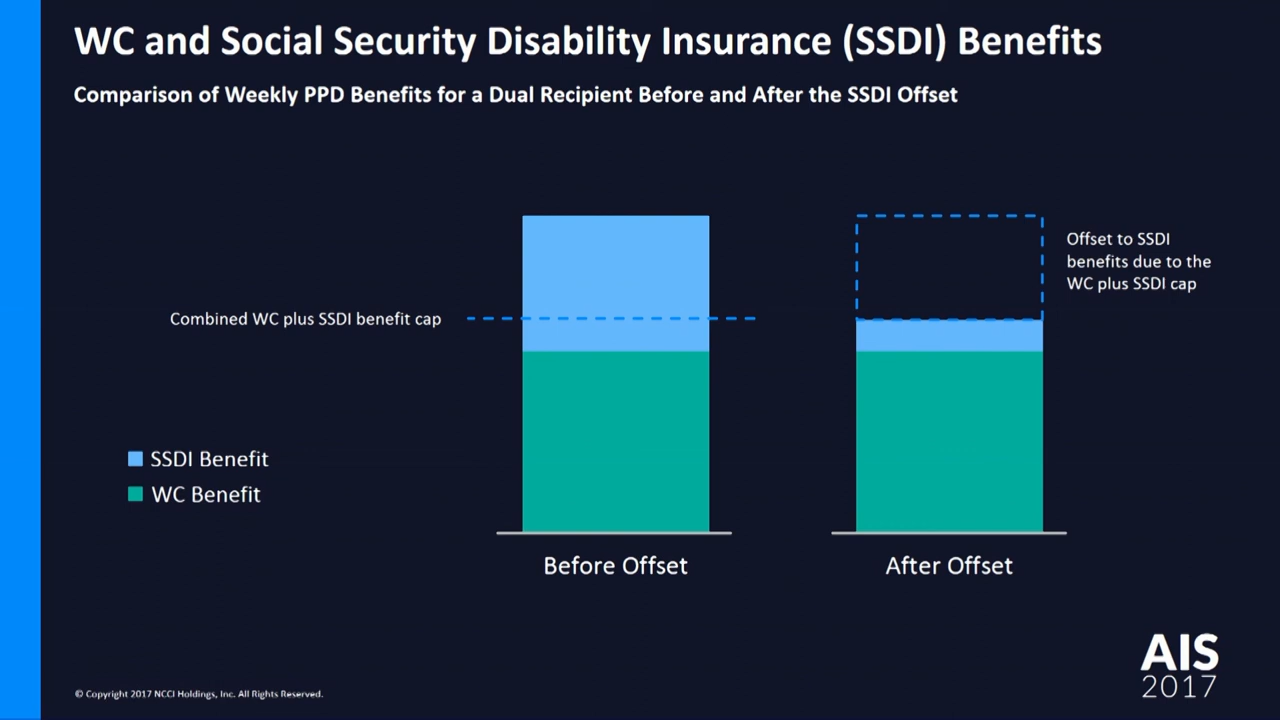 WC and Social Security Disability Insurance (SSDI) Benefits
Comparison of Weekly PPD Benefits for a Dual Recipient Before and After the SSDI Offset
Offset to SSDI
benefits due to the
WC plus SSDI cap
Combined WC plus SSDI benefit cap
SSDI Benefit
WC Benefit
Before Offset
After Offset
AIS
2017
© Copyright 2017 NCCI Holdings, Inc. All Rights Reserved.